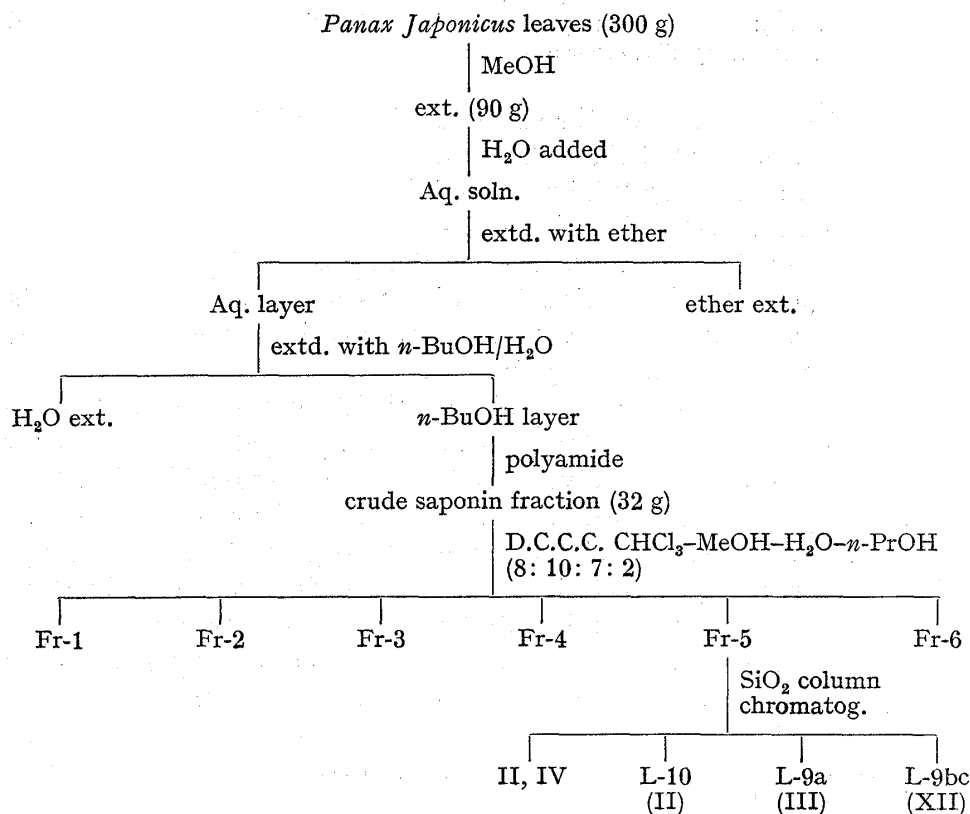 Panax Japonicus leaves (300 g)
MeOH
ext. (90 g)
H₂O added
Aq. soln.
extd. with ether
Aq. layer
ether ext.
extd. with n-BuOH/H₂O
H₂O ext.
n-BuOH layer
polyamide
crude saponin fraction (32 g)
D.C.C.C. CHCl₃–MeOH–H₂O–n-PrOH
(8: 10: 7: 2)
Fr-1 Fr-2 Fr-3 Fr-4 Fr-5 Fr-6
SiO₂ column
chromatog.
II, IV L-10 L-9a L-9bc
(II) (III) (XII)